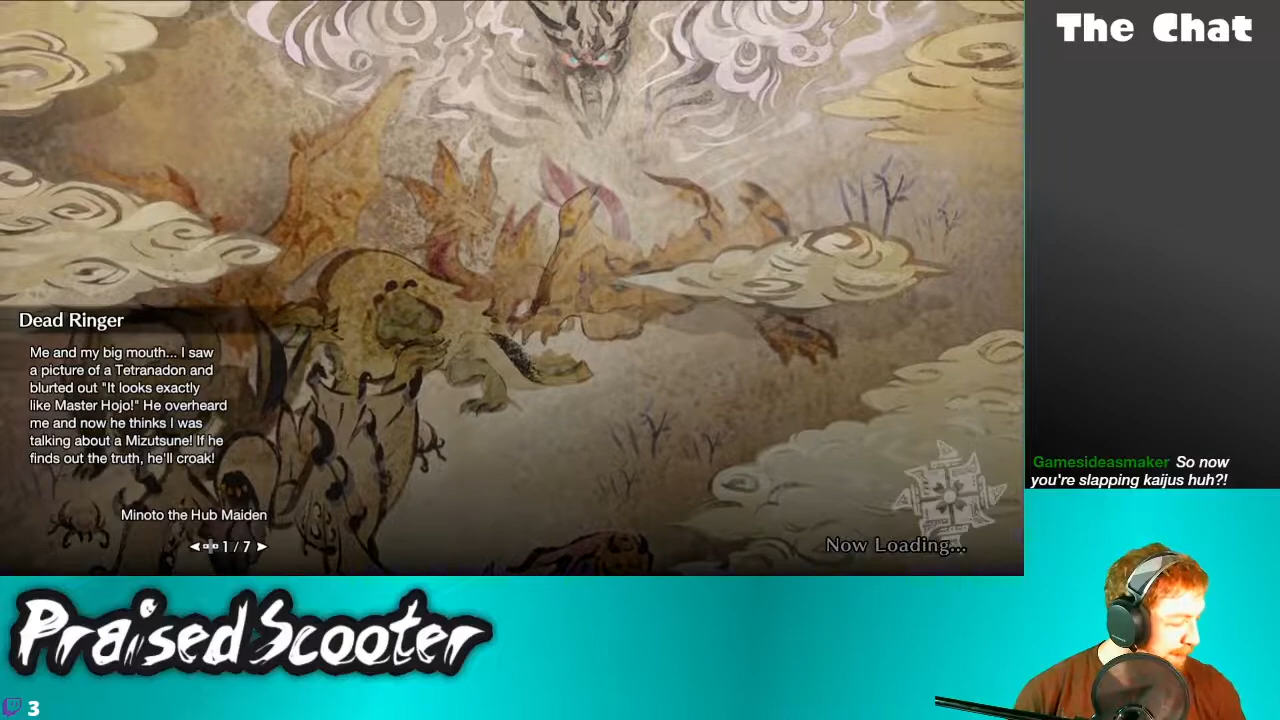 The Chat
Dead Ringer
Me and my big mouth... I saw
a picture of a Tetranadon and
blurted out "It looks exactly
like Master Hojo!" He overheard
me and now he thinks I was
talking about a Mizutsune! If he
finds out the truth, he'll croak!
Minoto the Hub Maiden
1 / 7
Now Loading...
Gamesideasmaker So now
you're slapping kaijus huh?!
Praised Scooter
3